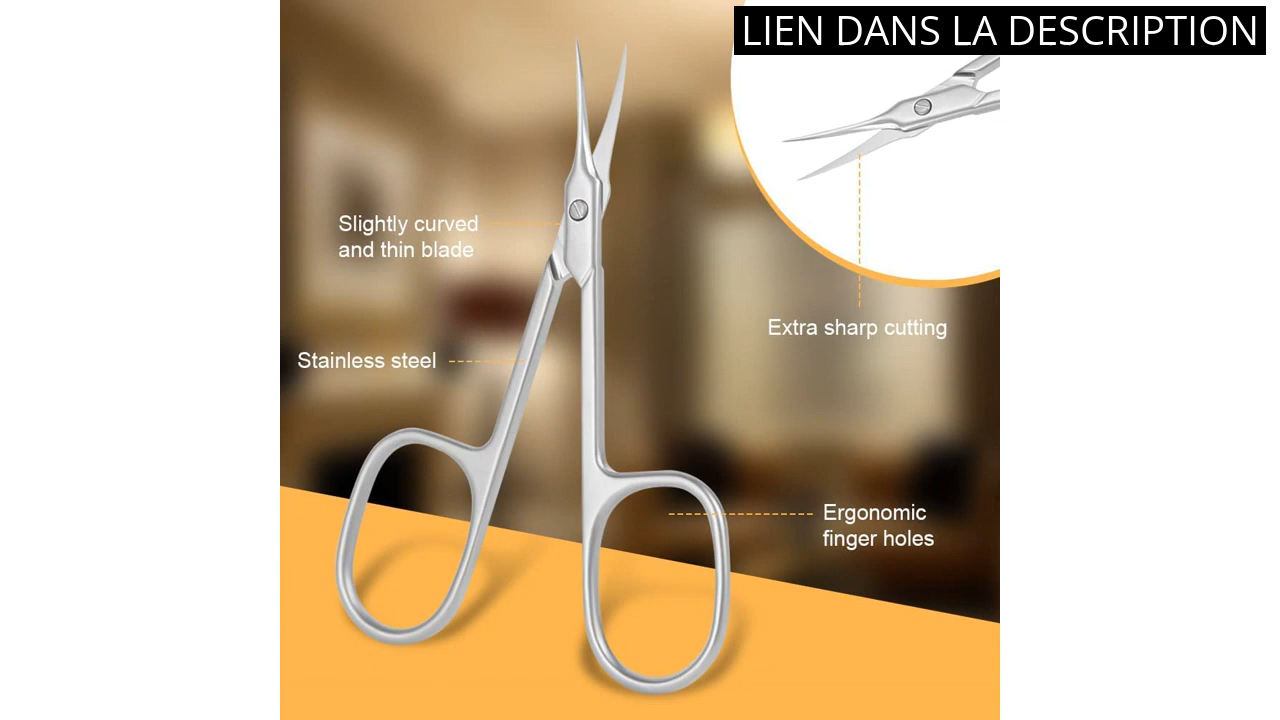 LIEN DANS LA DESCRIPTION
Slightly curved
and thin blade
Extra sharp cutting
Stainless steel
Ergonomic
finger holes